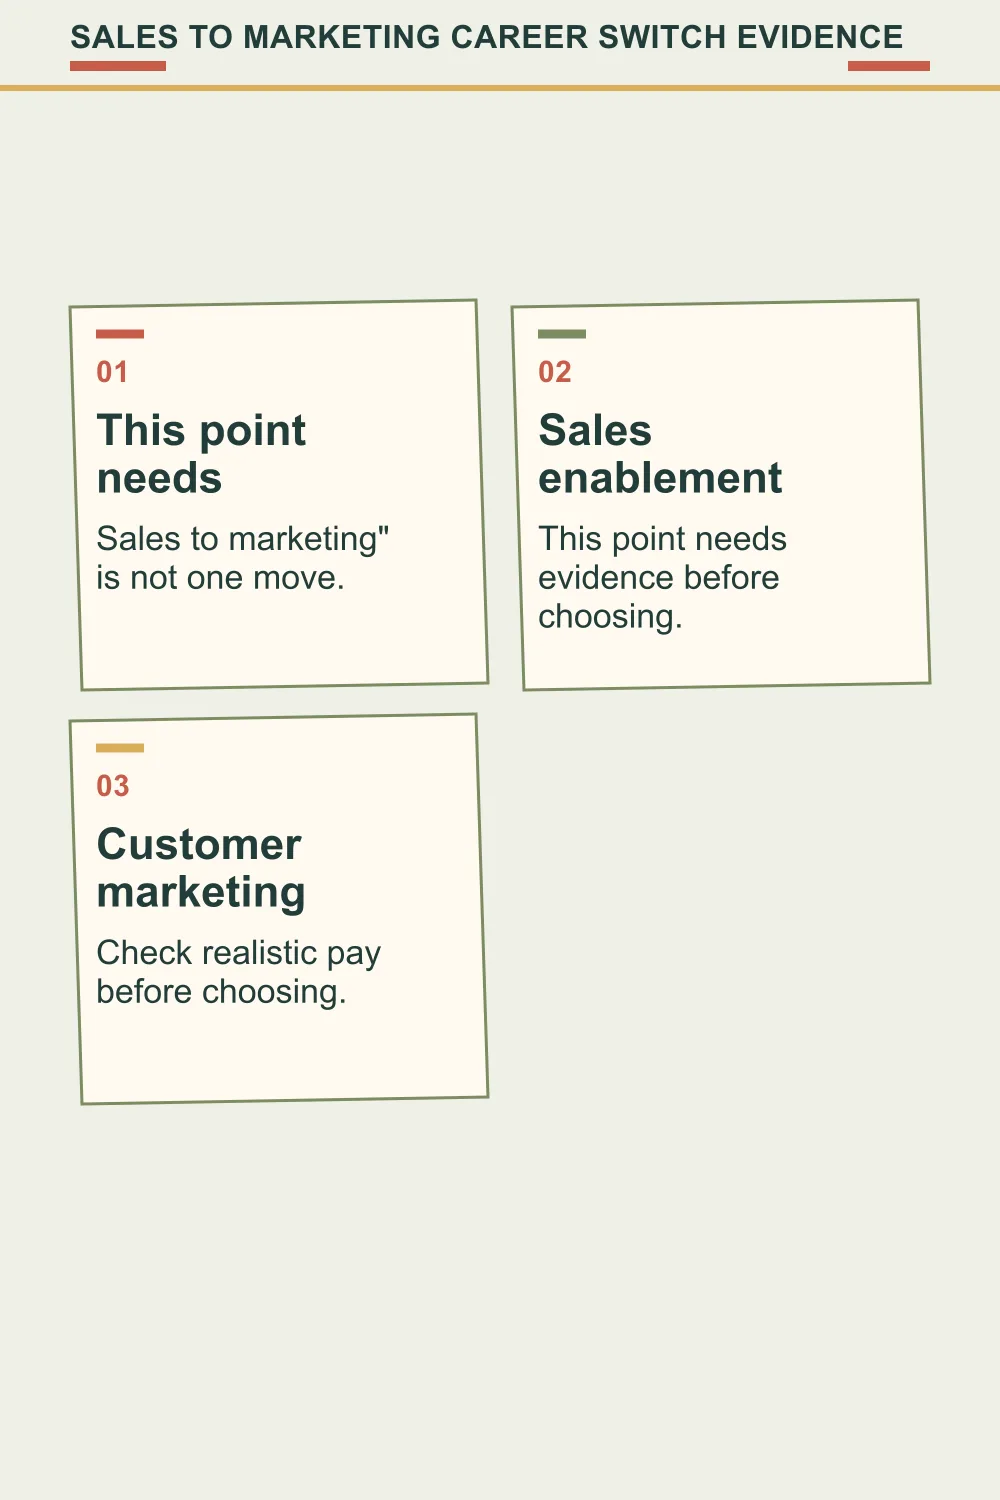 SALES TO MARKETING CAREER SWITCH EVIDENCE
01
This point
needs
Sales to marketing"
is not one move.
02
Sales
enablement
This point needs
evidence before
choosing.
03
Customer
marketing
Check realistic pay
before choosing.